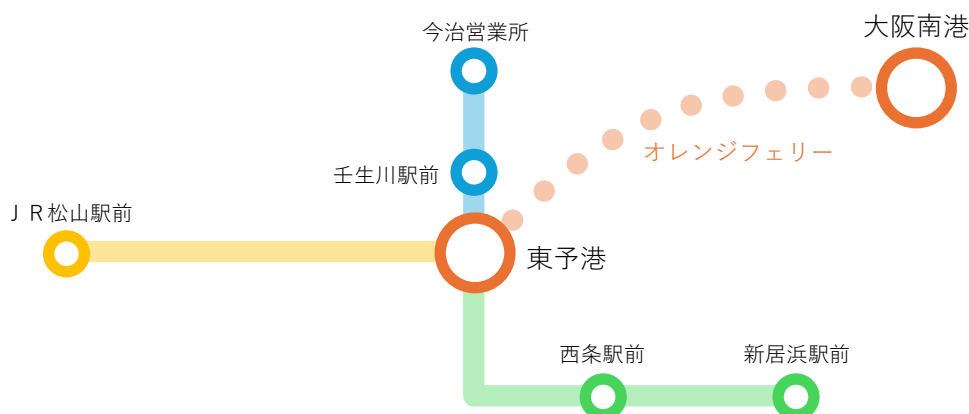 大阪南港
今治営業所
オレンジフェリー
壬生川駅前
ＪＲ松山駅前
東予港
西条駅前
新居浜駅前